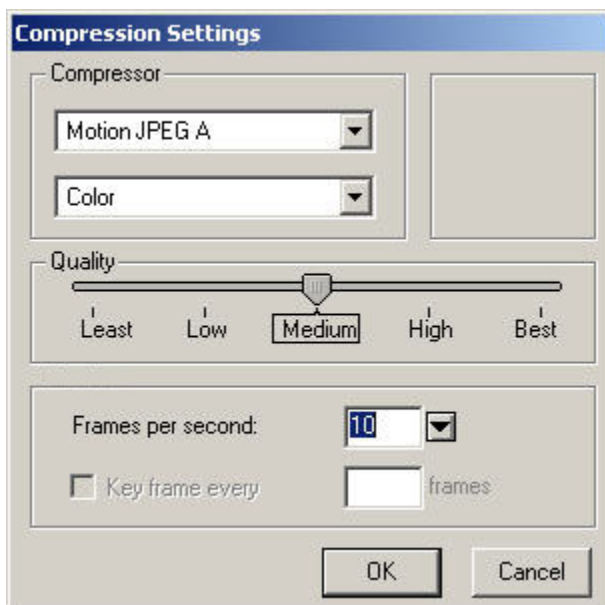 Compression Settings
Compressor
Motion JPEG A
Color
Quality
Least Low Medium High Best
Frames per second: 10
Key frame every frames
OK Cancel